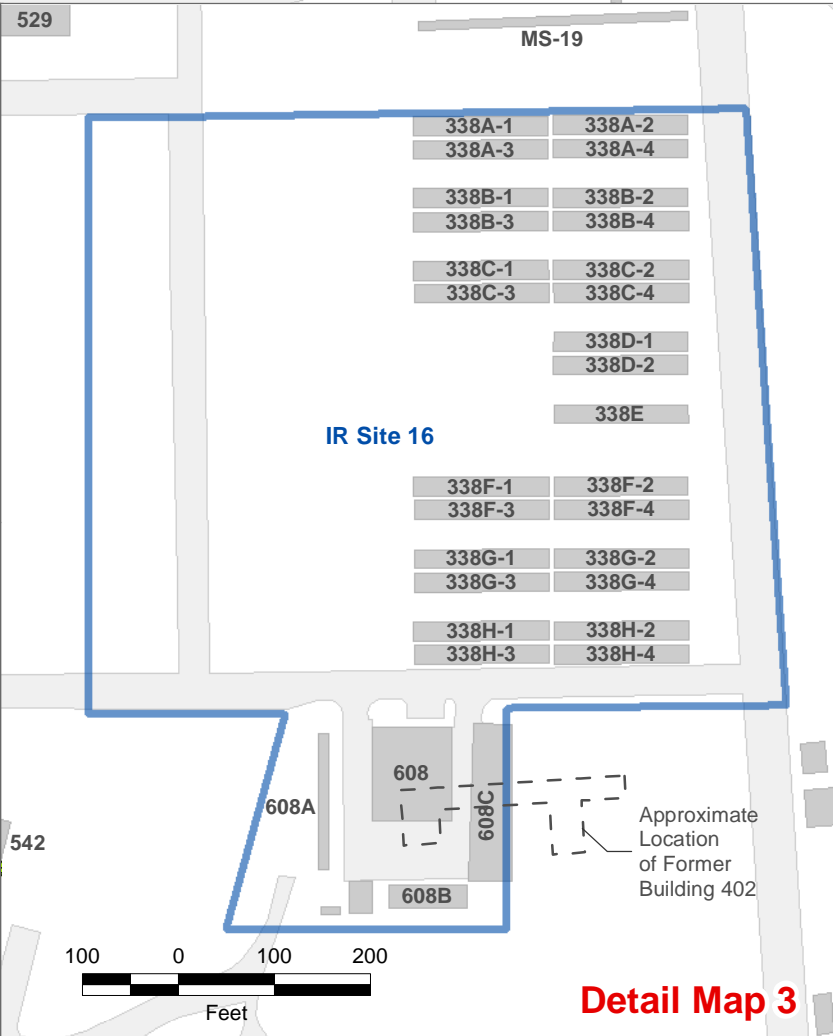 529
MS-19
338A-1 338A-2
338A-3 338A-4
338B-1 338B-2
338B-3 338B-4
338C-1 338C-2
338C-3 338C-4
338D-1
338D-2
338E
IR Site 16
338F-1 338F-2
338F-3 338F-4
338G-1 338G-2
338G-3 338G-4
338H-1 338H-2
338H-3 338H-4
608
608A
608C
542
Approximate
Location
of Former
Building 402
608B
100 0 100 200
Feet
Detail Map 3